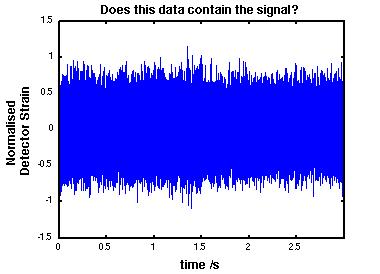 Does this data contain the signal?
1.5
1
0.5
0
-0.5
-1
-1.5
Normalised
Detector Strain
0 0.5 1 1.5 2 2.5
time /s